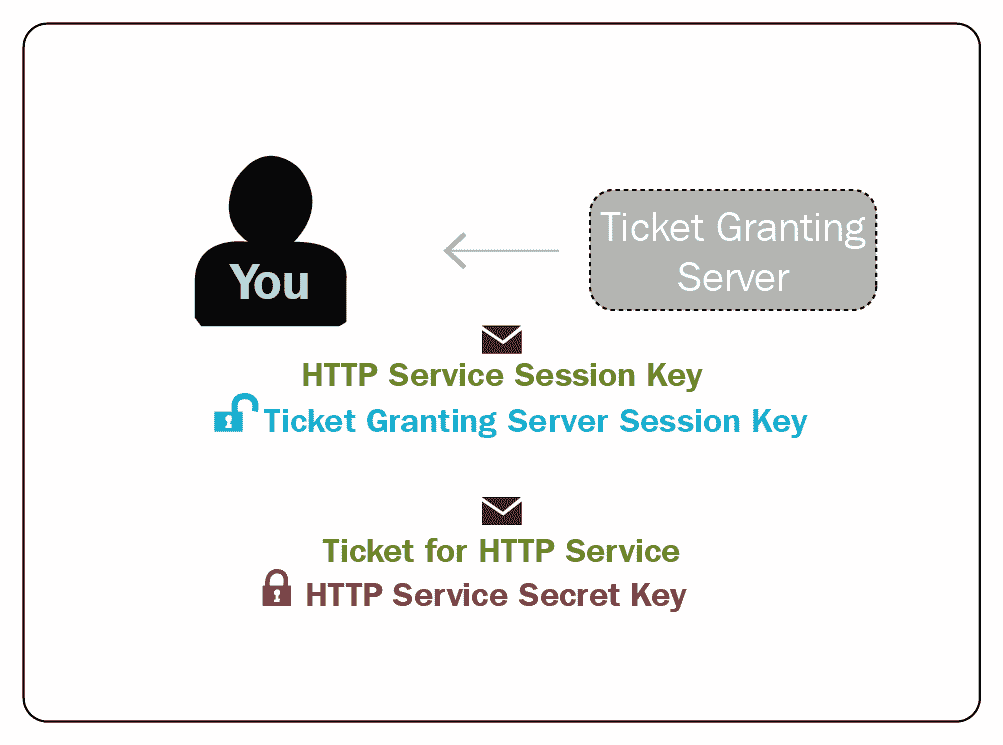 You
Ticket Granting
Server
HTTP Service Session Key
Ticket Granting Server Session Key
Ticket for HTTP Service
HTTP Service Secret Key